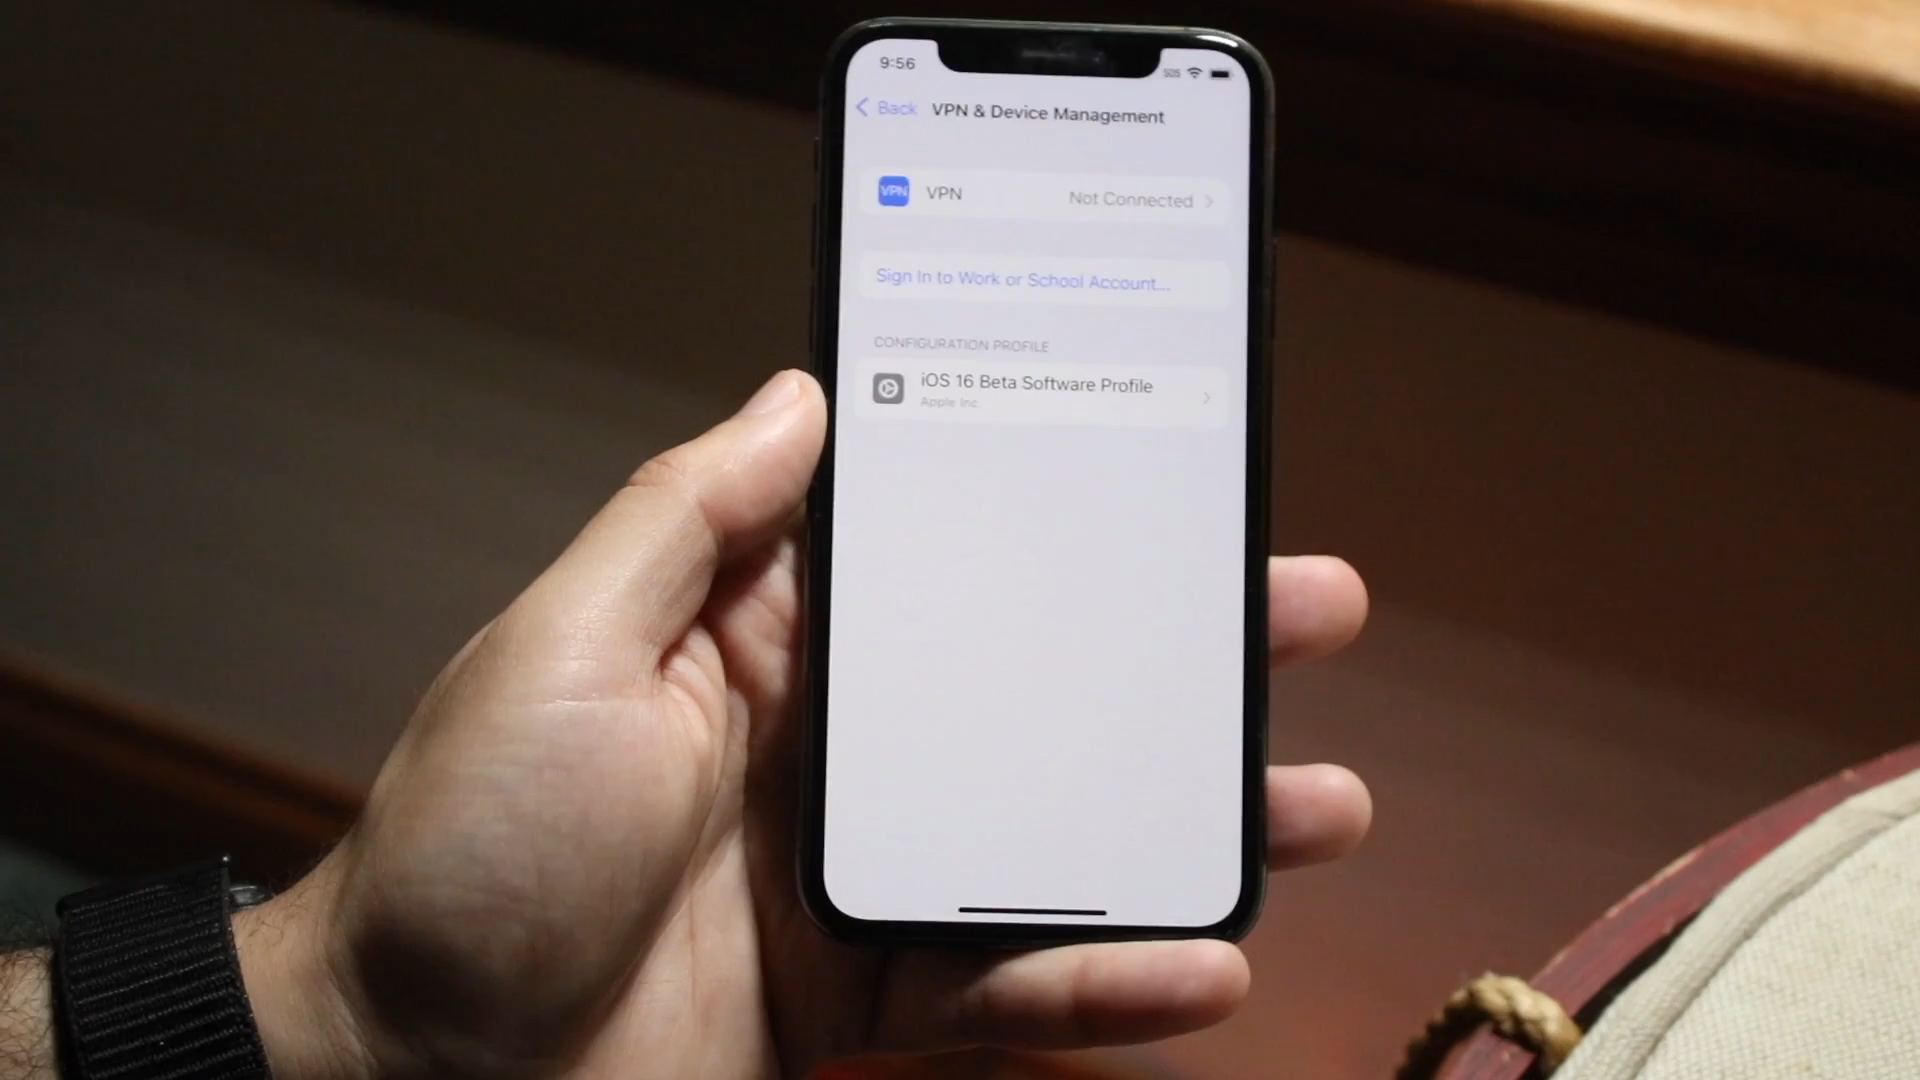 9:56
SOS
Back
VPN & Device Management
VPN
VPN
Not Connected
Sign In to Work or School Account...
CONFIGURATION PROFILE
iOS 16 Beta Software Profile
Apple Inc.